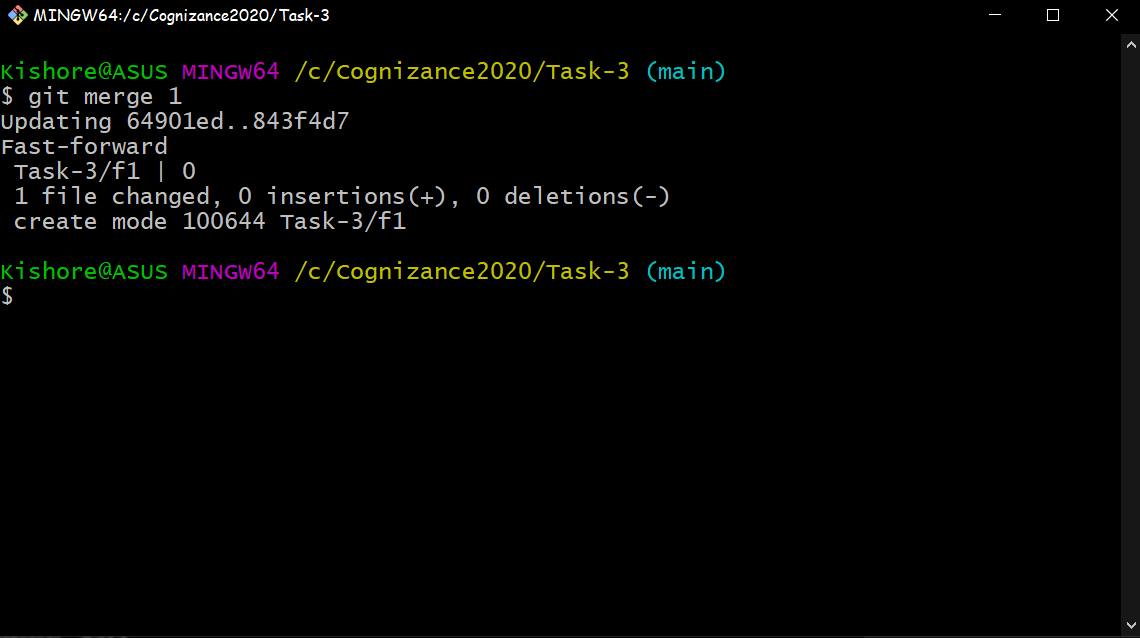 MINGW64:/c/Cognizance2020/Task-3
Kishore@ASUS MINGW64 /c/Cognizance2020/Task-3 (main)
$ git merge 1
Updating 64901ed..843f4d7
Fast-forward
 Task-3/f1 | 0
 1 file changed, 0 insertions(+), 0 deletions(-)
 create mode 100644 Task-3/f1
Kishore@ASUS MINGW64 /c/Cognizance2020/Task-3 (main)
$